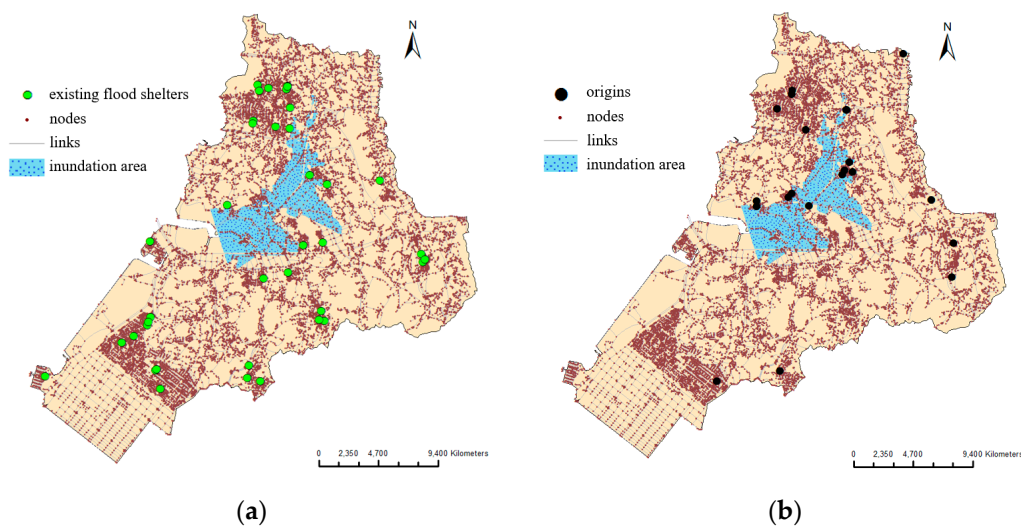 N
existing flood shelters
nodes
links
inundation area
0 2,350 4,700 9,400 Kilometers
(a)
N
origins
nodes
links
inundation area
0 2,350 4,700 9,400 Kilometers
(b)